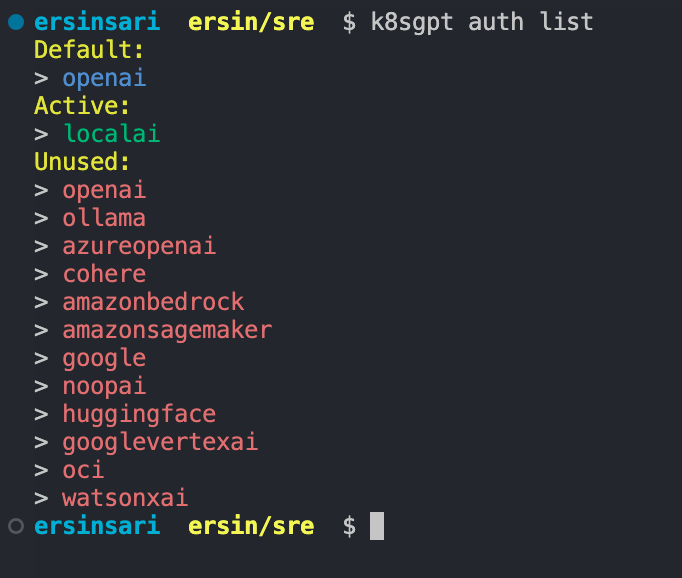 ersinsari ersin/sre $ k8sgpt auth list
Default:
> openai
Active:
> localai
Unused:
> openai
> ollama
> azureopenai
> cohere
> amazonbedrock
> amazonsagemaker
> google
> noopai
> huggingface
> googlevertexai
> oci
> watsonxai
ersinsari ersin/sre $